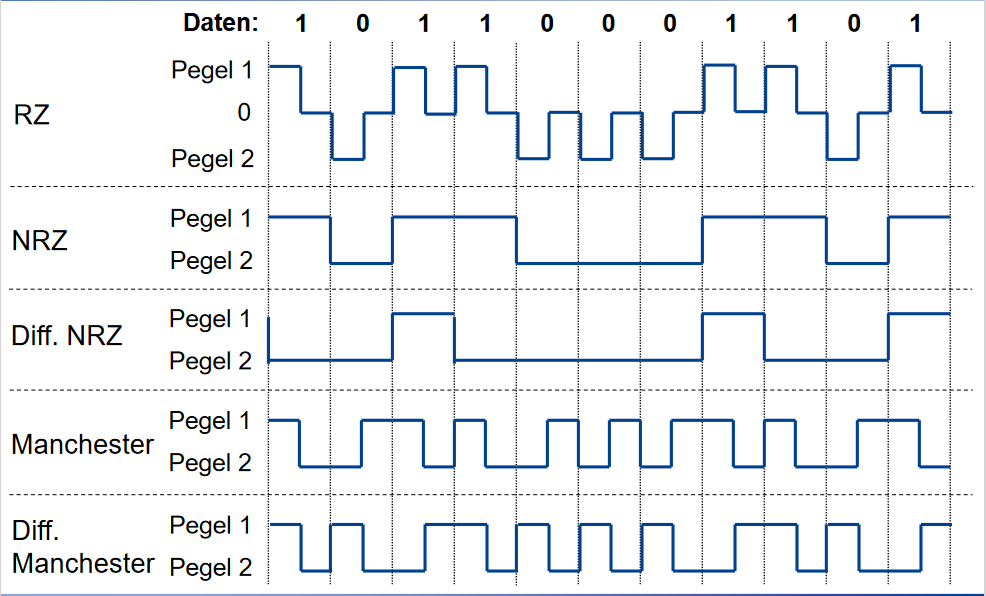 Daten: 1 0 1 1 0 0 0 1 1 0 1
Pegel 1
RZ 0
Pegel 2
Pegel 1
NRZ
Pegel 2
Pegel 1
Diff. NRZ
Pegel 2
Pegel 1
Manchester
Pegel 2
Diff. Pegel 1
Manchester Pegel 2